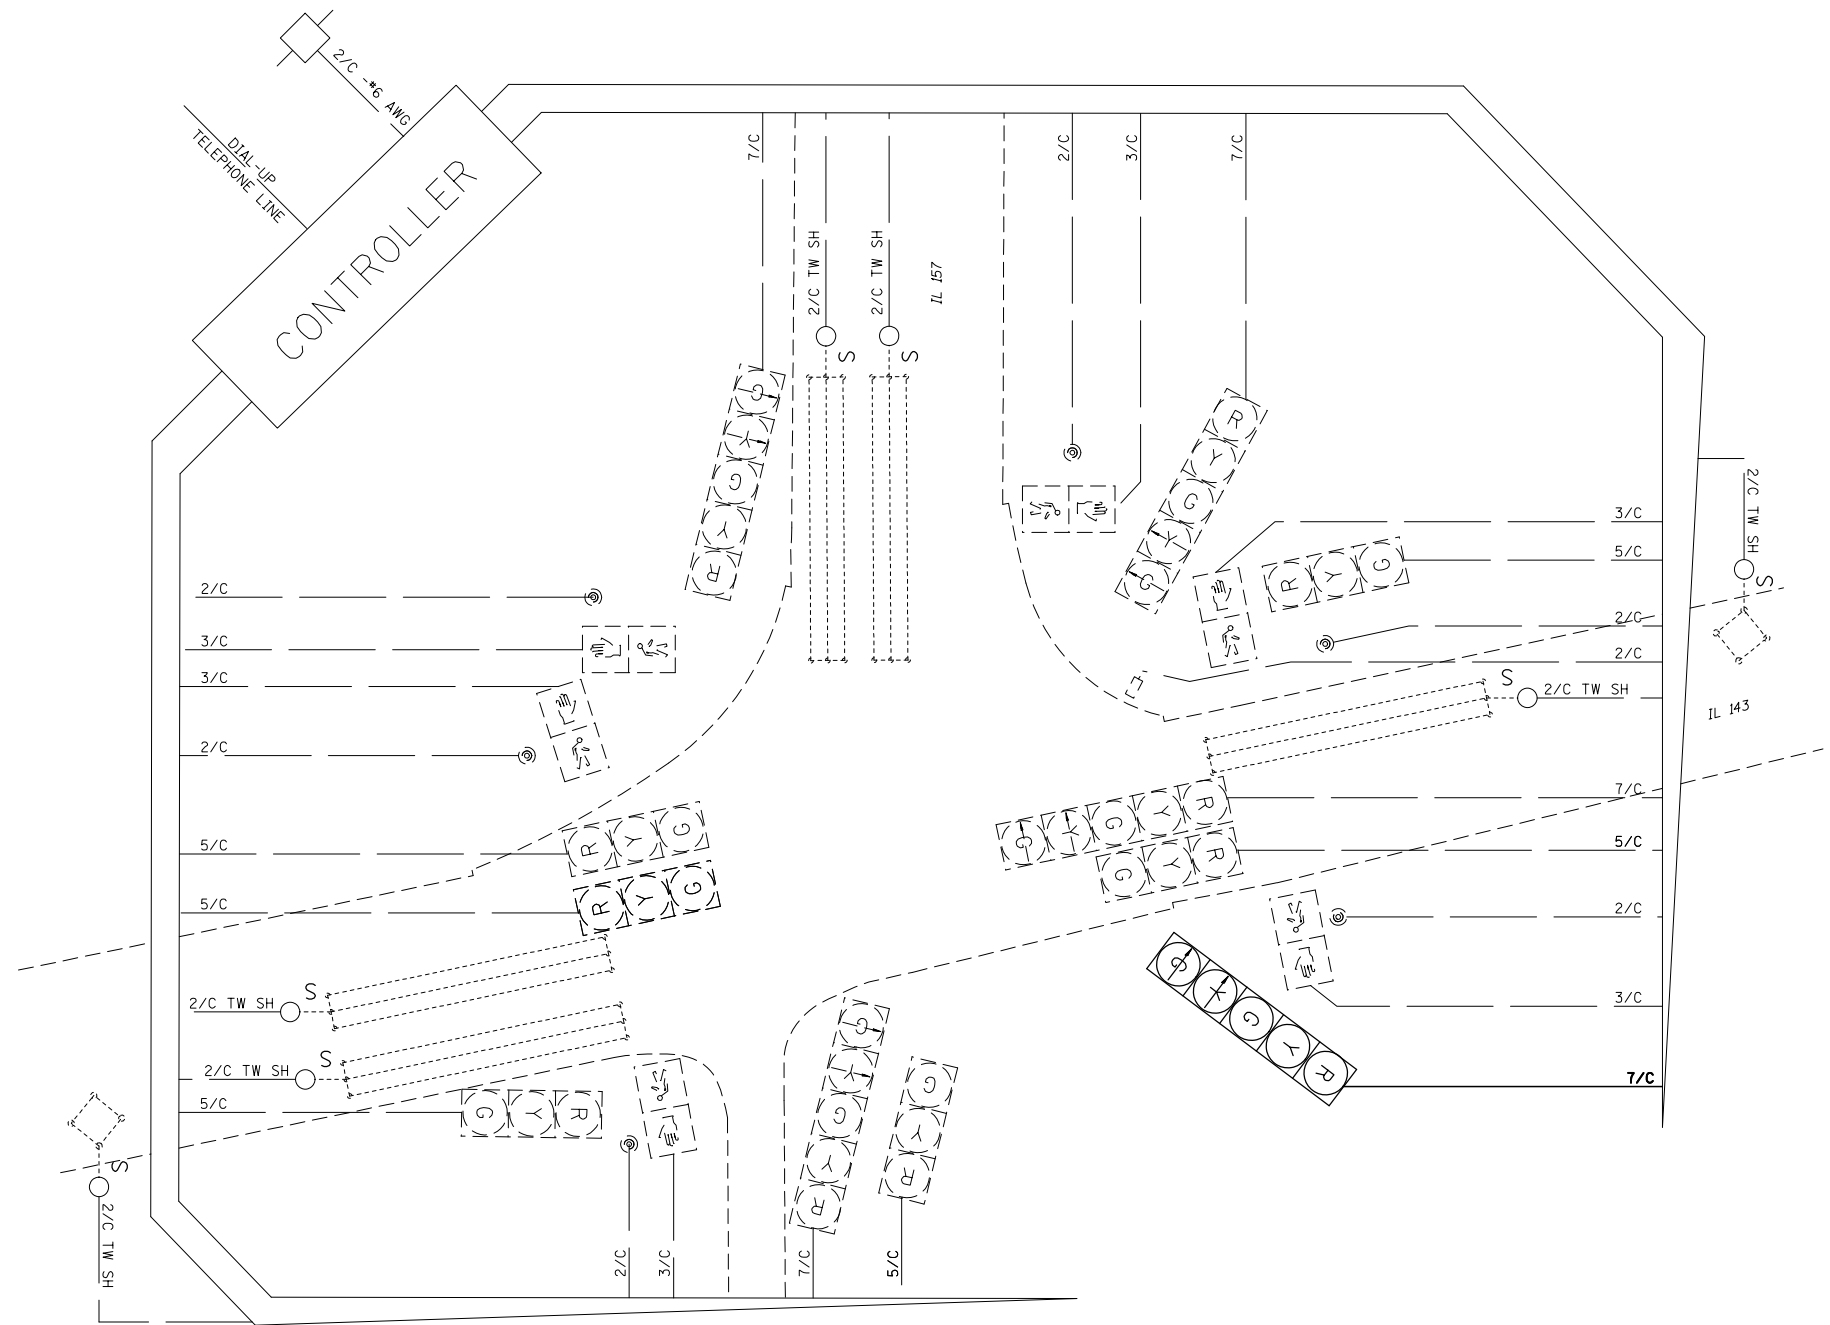 2/C -#6 AWG
DIAL-UP
TELEPHONE LINE
CONTROLLER
7/C
2/C TW SH
S
2/C TW SH
S
IL 157
2/C
3/C
7/C
G
Y
G
Y
R
R
Y
G
Y
G
2/C TW SH
S
3/C
5/C
R Y G
2/C
2/C
S
2/C TW SH
IL 143
2/C
3/C
3/C
2/C
5/C
R Y G
5/C
R Y G
7/C
G Y G Y R
5/C
G Y R
2/C
3/C
G Y G Y R
7/C
2/C TW SH
S
2/C TW SH
S
5/C
G Y R
S
2/C TW SH
2/C
3/C
G
Y
G
Y
R
7/C
G
Y
R
5/C